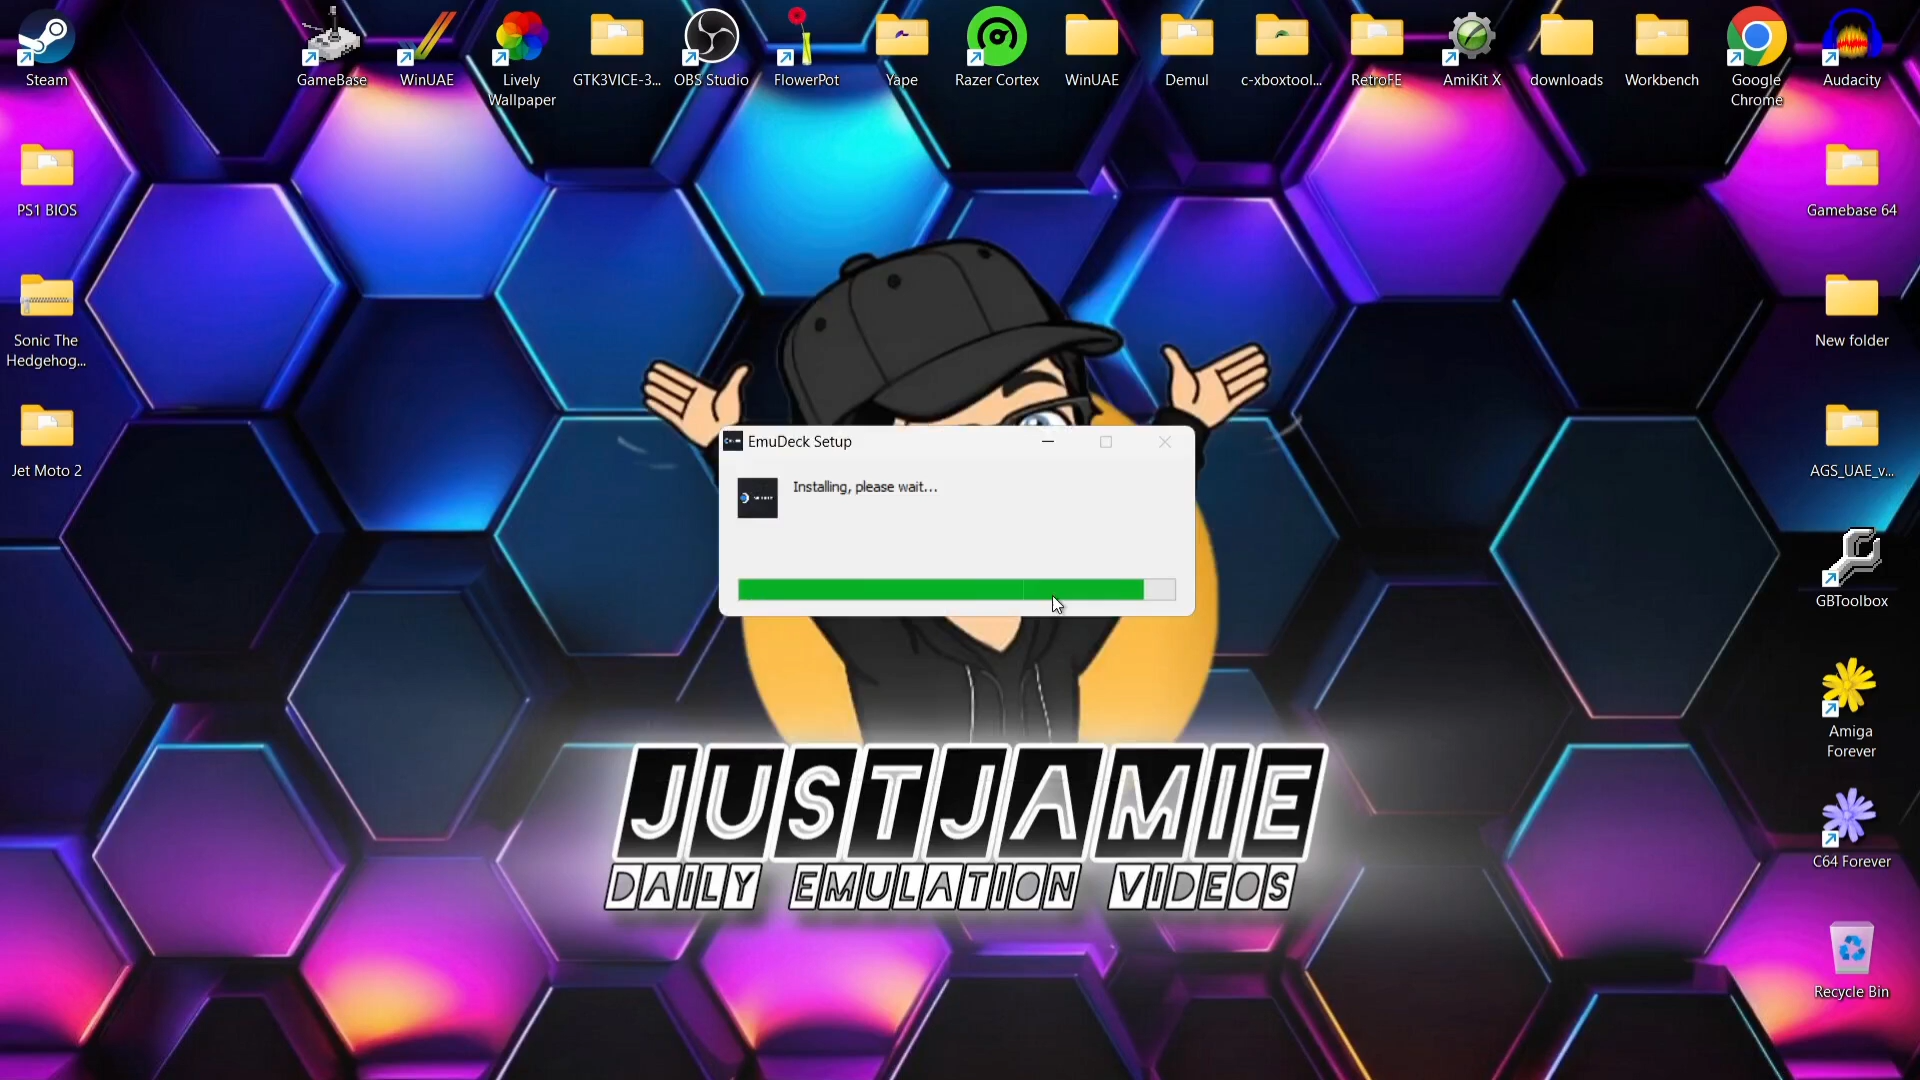 Steam
GameBase
WinUAE
Lively
Wallpaper
GTK3VICE-3...
OBS Studio
FlowerPot
Yape
Razer Cortex
WinUAE
Demul
c-xboxtool...
RetroFE
AmiKit X
downloads
Workbench
Google
Chrome
Audacity
PS1 BIOS
Gamebase 64
Sonic The
Hedgehog...
New folder
Jet Moto 2
AGS_UAE_v...
EmuDeck Setup
Installing, please wait...
GBToolbox
Amiga
Forever
JUSTJAMIE
DAILY EMULATION VIDEOS
C64 Forever
Recycle Bin